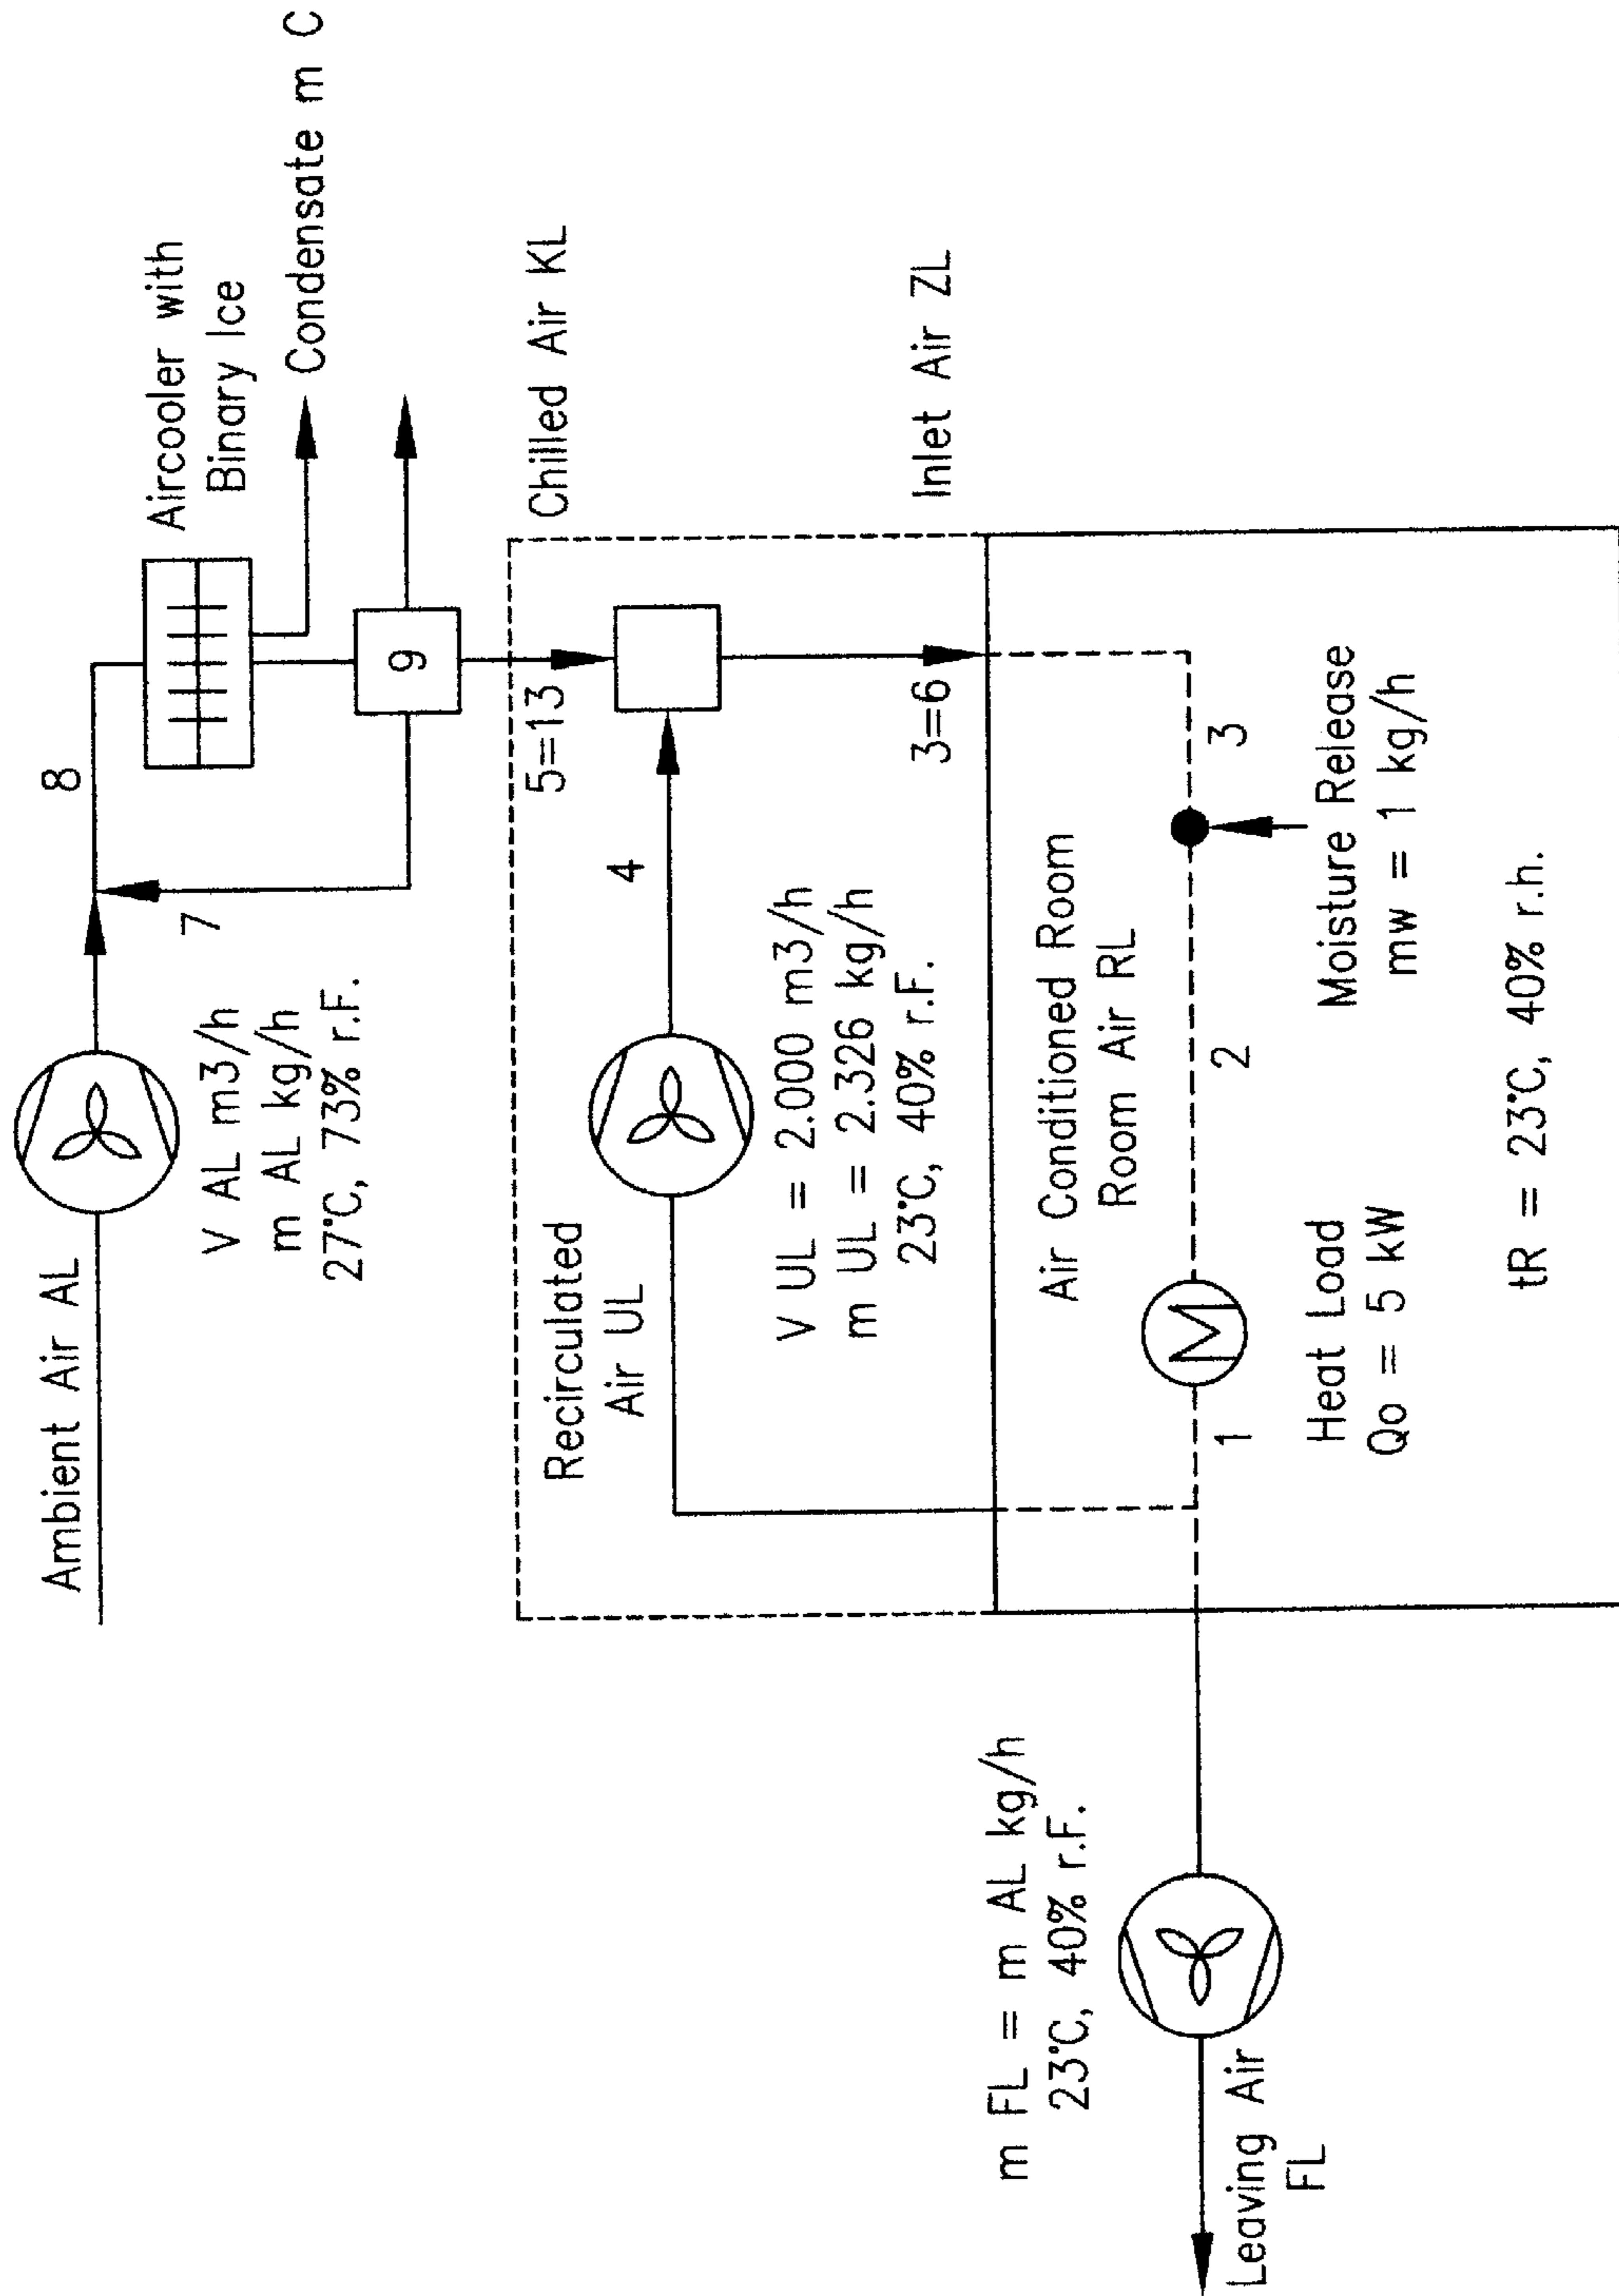 Ambient Air AL
V AL m3/h
m AL kg/h
27°C, 73% r.F.
8
7
Aircooler with
Binary Ice
Condensate m C
9
Chilled Air KL
5=13
Recirculated
Air UL
4
V UL = 2.000 m3/h
m UL = 2.326 kg/h
23°C, 40% r.F.
3=6
Inlet Air ZL
Air Conditioned Room
Room Air RL
m FL = m AL kg/h
23°C, 40% r.F.
Leaving Air
FL
1
M
2
3
Heat Load
Qo = 5 kW
Moisture Release
mw = 1 kg/h
tR = 23°C, 40% r.h.